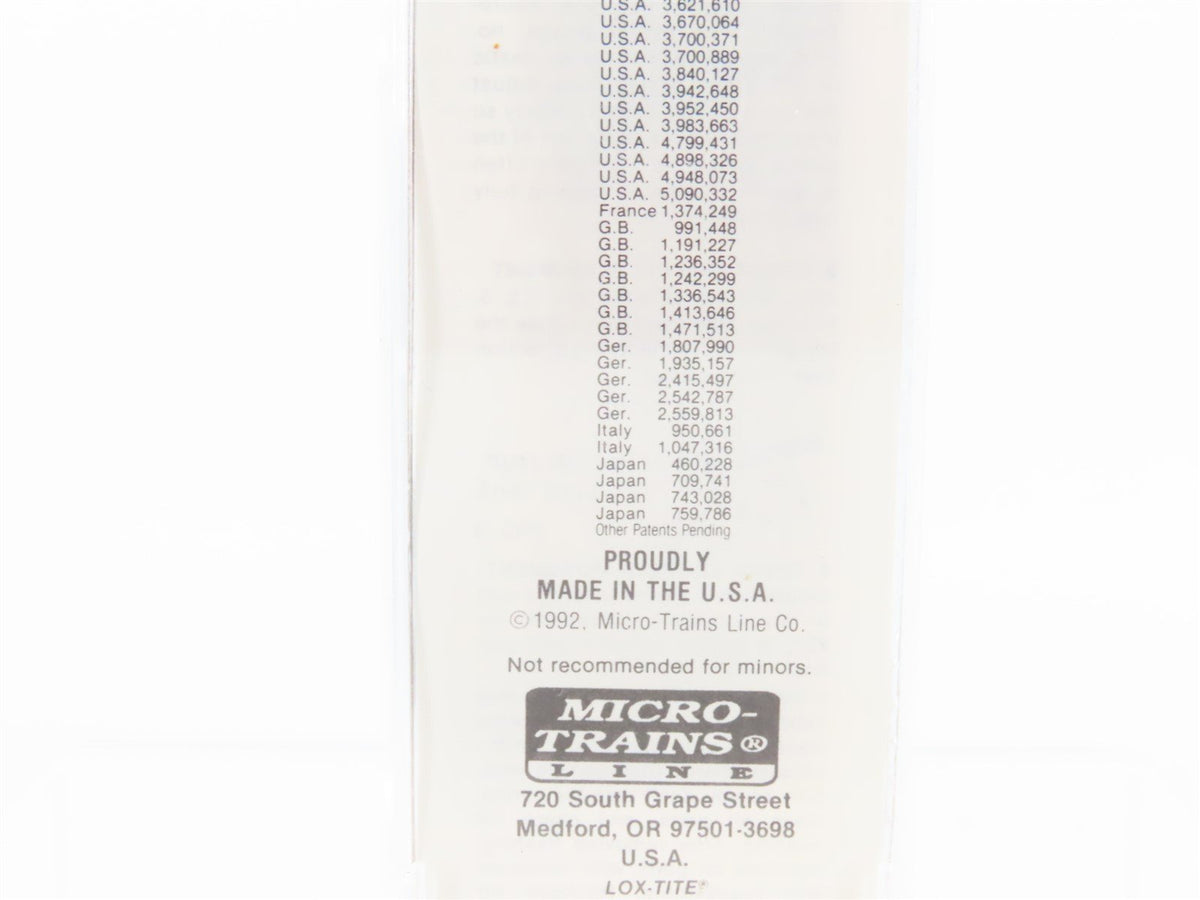 U.S.A. 3,621,610
U.S.A. 3,670,064
U.S.A. 3,700,371
U.S.A. 3,700,889
U.S.A. 3,840,127
U.S.A. 3,942,648
U.S.A. 3,952,450
U.S.A. 3,983,663
U.S.A. 4,799,431
U.S.A. 4,898,326
U.S.A. 4,948,073
U.S.A. 5,090,332
France 1,374,249
G.B. 991,448
G.B. 1,191,227
G.B. 1,236,352
G.B. 1,242,299
G.B. 1,336,543
G.B. 1,413,646
G.B. 1,471,513
Ger. 1,807,990
Ger. 1,935,157
Ger. 2,415,497
Ger. 2,542,787
Ger. 2,559,813
Italy 950,661
Italy 1,047,316
Japan 460,228
Japan 709,741
Japan 743,028
Japan 759,786
Other Patents Pending
PROUDLY
MADE IN THE U.S.A.
©1992, Micro-Trains Line Co.
Not recommended for minors.
MICRO-
TRAINS®
LINE
720 South Grape Street
Medford, OR 97501-3698
U.S.A.
LOX-TITE®